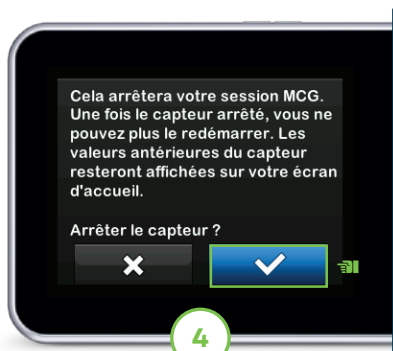 Cela arrêtera votre session MCG.
Une fois le capteur arrêté, vous ne
pouvez plus le redémarrer. Les
valeurs antérieures du capteur
resteront affichées sur votre écran
d'accueil.
Arrêter le capteur ?
4